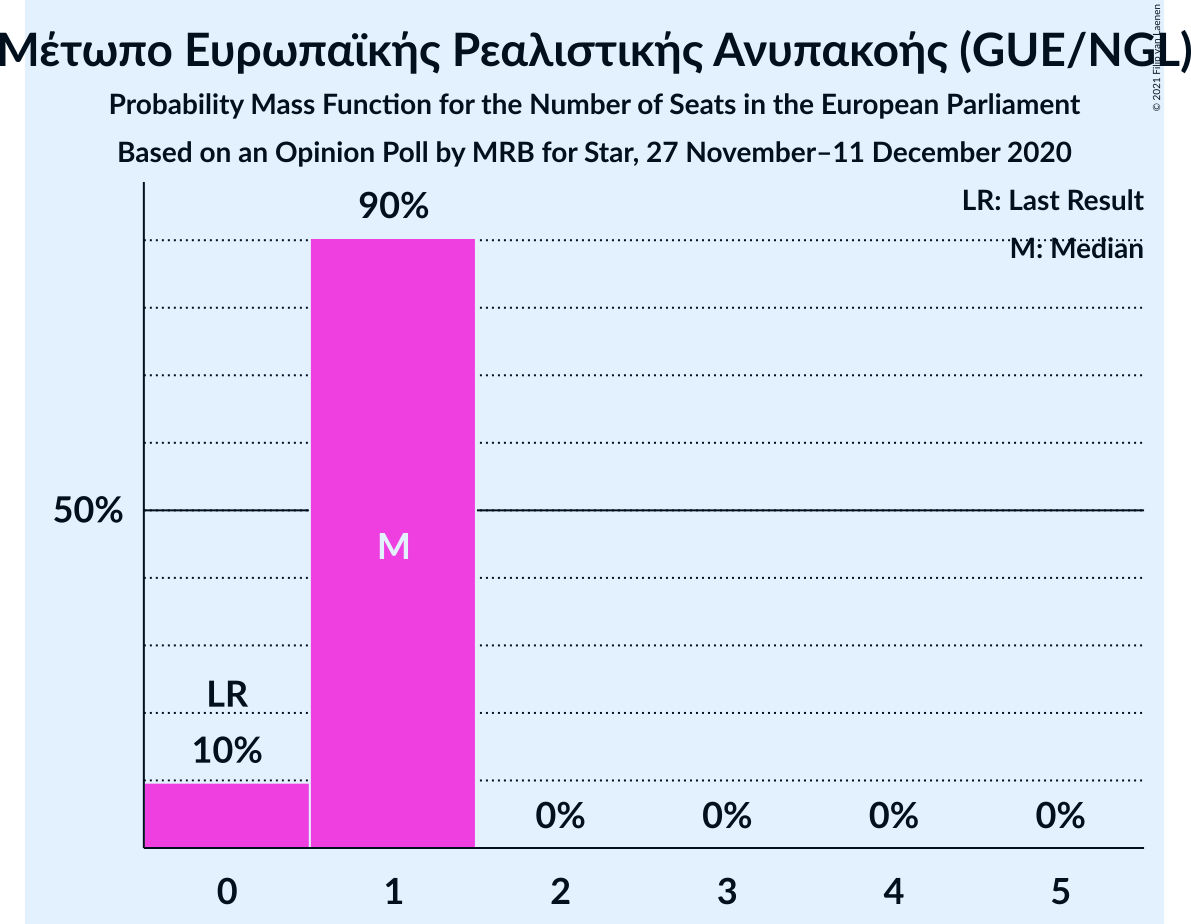 Μέτωπο Ευρωπαϊκής Ρεαλιστικής Ανυπακοής (GUE/NGL)
Probability Mass Function for the Number of Seats in the European Parliament
Based on an Opinion Poll by MRB for Star, 27 November–11 December 2020
© 2021 Filip van Laenen
LR: Last Result
M: Median
90%
50%
M
LR
10%
0% 0% 0% 0%
0 1 2 3 4 5